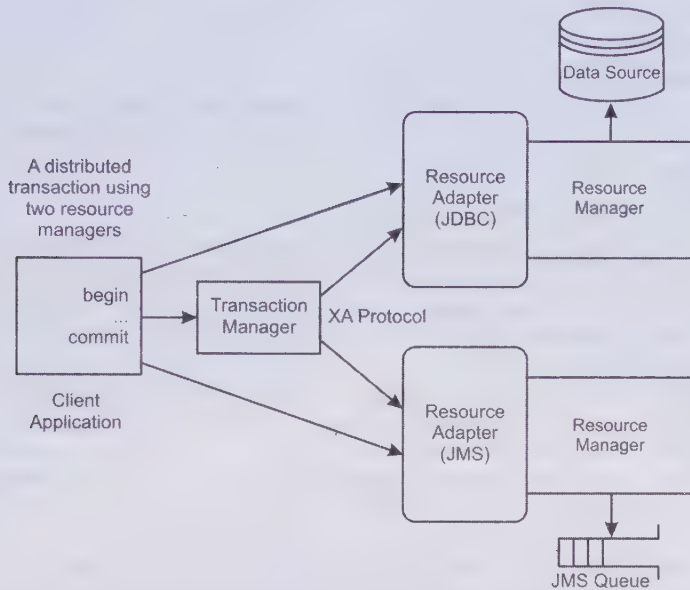 Data Source
A distributed
transaction using
two resource
managers
Resource
Adapter
(JDBC)
Resource
Manager
begin
...
commit
Transaction
Manager
XA Protocol
Client
Application
Resource
Adapter
(JMS)
Resource
Manager
JMS Queue